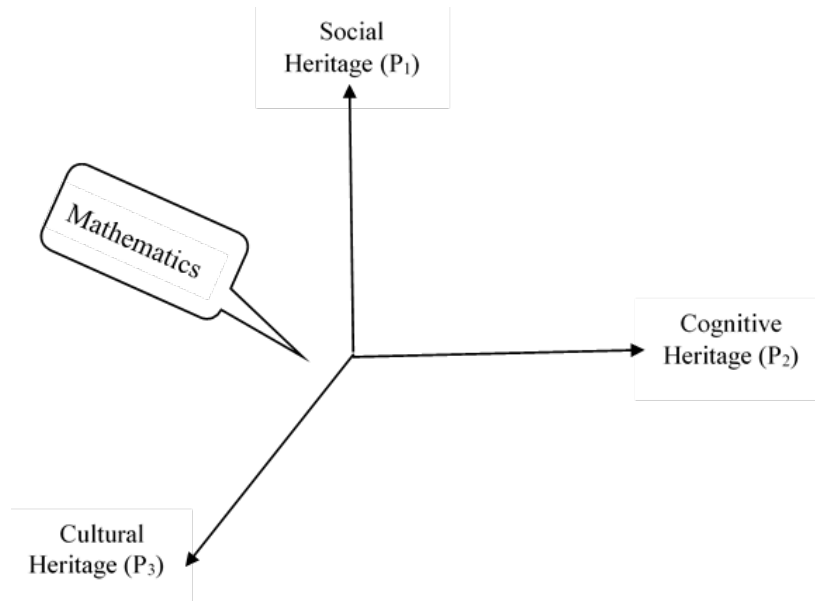 Social
Heritage (P₁)
Mathematics
Cognitive
Heritage (P₂)
Cultural
Heritage (P₃)